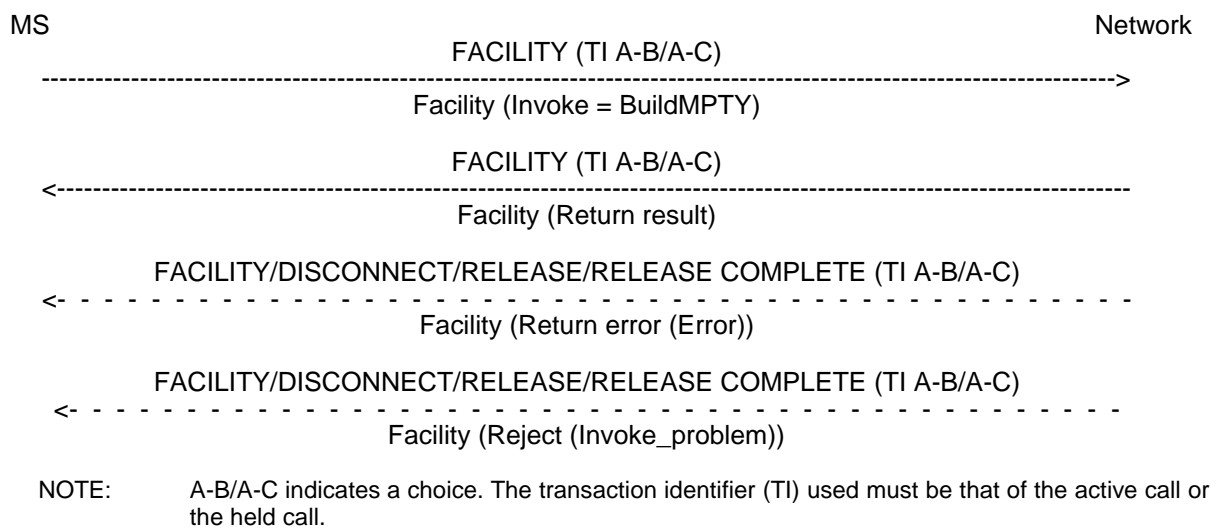 MS Network
FACILITY (TI A-B/A-C)
Facility (Invoke = BuildMPTY)
FACILITY (TI A-B/A-C)
Facility (Return result)
FACILITY/DISCONNECT/RELEASE/RELEASE COMPLETE (TI A-B/A-C)
Facility (Return error (Error))
FACILITY/DISCONNECT/RELEASE/RELEASE COMPLETE (TI A-B/A-C)
Facility (Reject (Invoke_problem))
NOTE: A-B/A-C indicates a choice. The transaction identifier (TI) used must be that of the active call or
the held call.